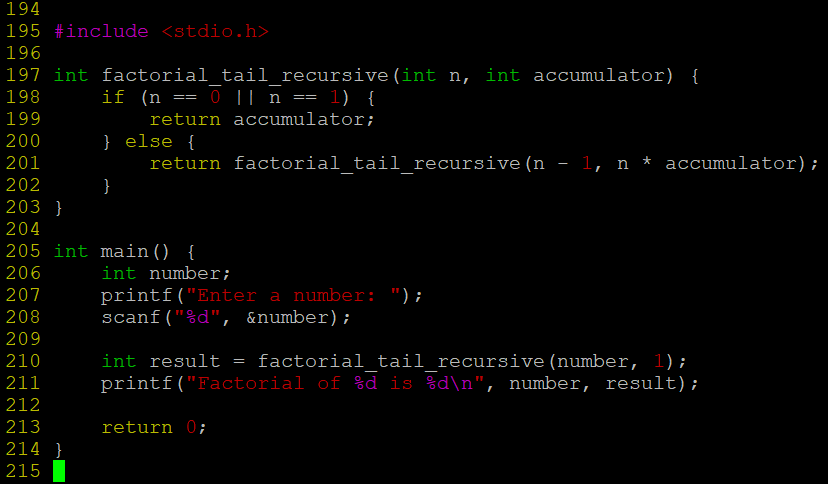 194
195 #include <stdio.h>
196
197 int factorial_tail_recursive(int n, int accumulator) {
198     if (n == 0 || n == 1) {
199         return accumulator;
200     } else {
201         return factorial_tail_recursive(n - 1, n * accumulator);
202     }
203 }
204
205 int main() {
206     int number;
207     printf("Enter a number: ");
208     scanf("%d", &number);
209
210     int result = factorial_tail_recursive(number, 1);
211     printf("Factorial of %d is %d\n", number, result);
212
213     return 0;
214 }
215